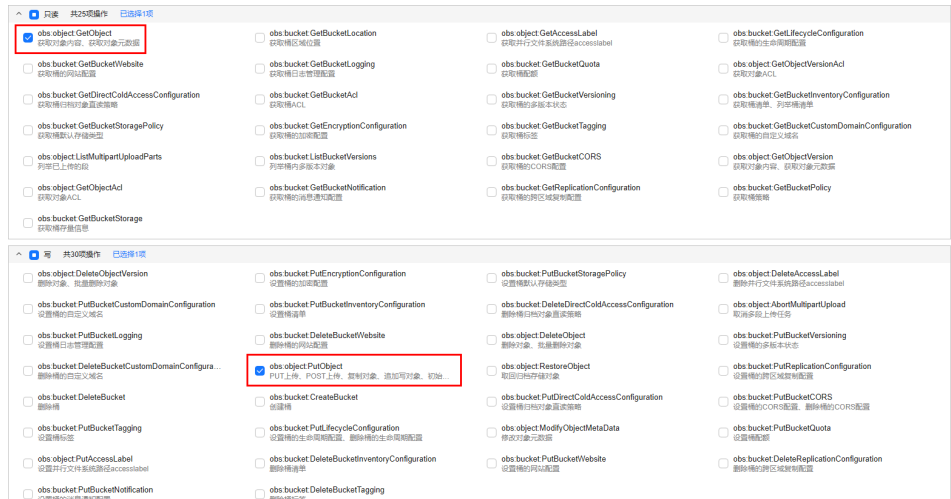 只读 共25项操作 已选择1项
obs:object:GetObject obs:bucket:GetBucketLocation obs:object:GetAccessLabel obs:bucket:GetLifecycleConfiguration
获取对象内容、获取对象元数据 获取桶区域位置 获取并行文件系统路径accesslabel 获取桶的生命周期配置
obs:bucket:GetBucketWebsite obs:bucket:GetBucketLogging obs:bucket:GetBucketQuota obs:object:GetObjectVersionAcl
获取桶的网站配置 获取桶日志管理配置 获取桶配额 获取对象ACL
obs:bucket:GetDirectColdAccessConfiguration obs:bucket:GetBucketAcl obs:bucket:GetBucketVersioning obs:bucket:GetBucketInventoryConfiguration
获取桶归档对象直读策略 获取桶ACL 获取桶的多版本状态 获取桶清单、列举桶清单
obs:bucket:GetBucketStoragePolicy obs:bucket:GetEncryptionConfiguration obs:bucket:GetBucketTagging obs:bucket:GetBucketCustomDomainConfiguration
获取桶默认存储类型 获取桶的加密配置 获取桶标签 获取桶的自定义域名
obs:object:ListMultipartUploadParts obs:bucket:ListBucketVersions obs:bucket:GetBucketCORS obs:object:GetObjectVersion
列举已上传的段 列举桶内多版本对象 获取桶的CORS配置 获取对象内容、获取对象元数据
obs:object:GetObjectAcl obs:bucket:GetBucketNotification obs:bucket:GetReplicationConfiguration obs:bucket:GetBucketPolicy
获取对象ACL 获取桶的消息通知配置 获取桶的跨区域复制配置 获取桶策略
obs:bucket:GetBucketStorage
获取桶存量信息
写 共30项操作 已选择1项
obs:object:DeleteObjectVersion obs:bucket:PutEncryptionConfiguration obs:bucket:PutBucketStoragePolicy obs:object:DeleteAccessLabel
删除对象、批量删除对象 设置桶的加密配置 设置桶默认存储类型 删除并行文件系统路径accesslabel
obs:bucket:PutBucketCustomDomainConfiguration obs:bucket:PutBucketInventoryConfiguration obs:bucket:DeleteDirectColdAccessConfiguration obs:object:AbortMultipartUpload
设置桶的自定义域名 设置桶清单 删除桶归档对象直读策略 取消多段上传任务
obs:bucket:PutBucketLogging obs:bucket:DeleteBucketWebsite obs:object:DeleteObject obs:bucket:PutBucketVersioning
设置桶日志管理配置 删除桶的网站配置 删除对象、批量删除对象 设置桶的多版本状态
obs:bucket:DeleteBucketCustomDomainConfigura... obs:object:PutObject obs:object:RestoreObject obs:bucket:PutReplicationConfiguration
删除桶的自定义域名 PUT上传、POST上传、复制对象、追加写对象、初始... 取回归档存储对象 设置桶的跨区域复制配置
obs:bucket:DeleteBucket obs:bucket:CreateBucket obs:bucket:PutDirectColdAccessConfiguration obs:bucket:PutBucketCORS
删除桶 创建桶 设置桶归档对象直读策略 设置桶的CORS配置、删除桶的CORS配置
obs:bucket:PutBucketTagging obs:bucket:PutLifecycleConfiguration obs:object:ModifyObjectMetaData obs:bucket:PutBucketQuota
设置桶标签 设置桶的生命周期配置、删除桶的生命周期配置 修改对象元数据 设置桶配额
obs:object:PutAccessLabel obs:bucket:DeleteBucketInventoryConfiguration obs:bucket:PutBucketWebsite obs:bucket:DeleteReplicationConfiguration
设置并行文件系统路径accesslabel 删除桶清单 设置桶的网站配置 删除桶的跨区域复制配置
obs:bucket:PutBucketNotification obs:bucket:DeleteBucketTagging